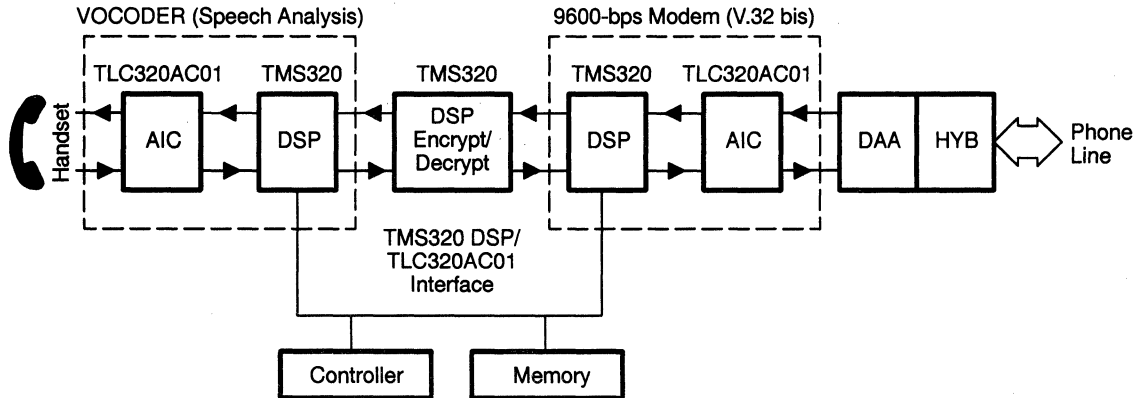 VOCODER (Speech Analysis)
9600-bps Modem (V.32 bis)
TLC320AC01
TMS320
TMS320
TMS320
TLC320AC01
Handset
AIC
DSP
DSP
Encrypt/
Decrypt
DSP
AIC
DAA
HYB
Phone
Line
TMS320 DSP/
TLC320AC01
Interface
Controller
Memory